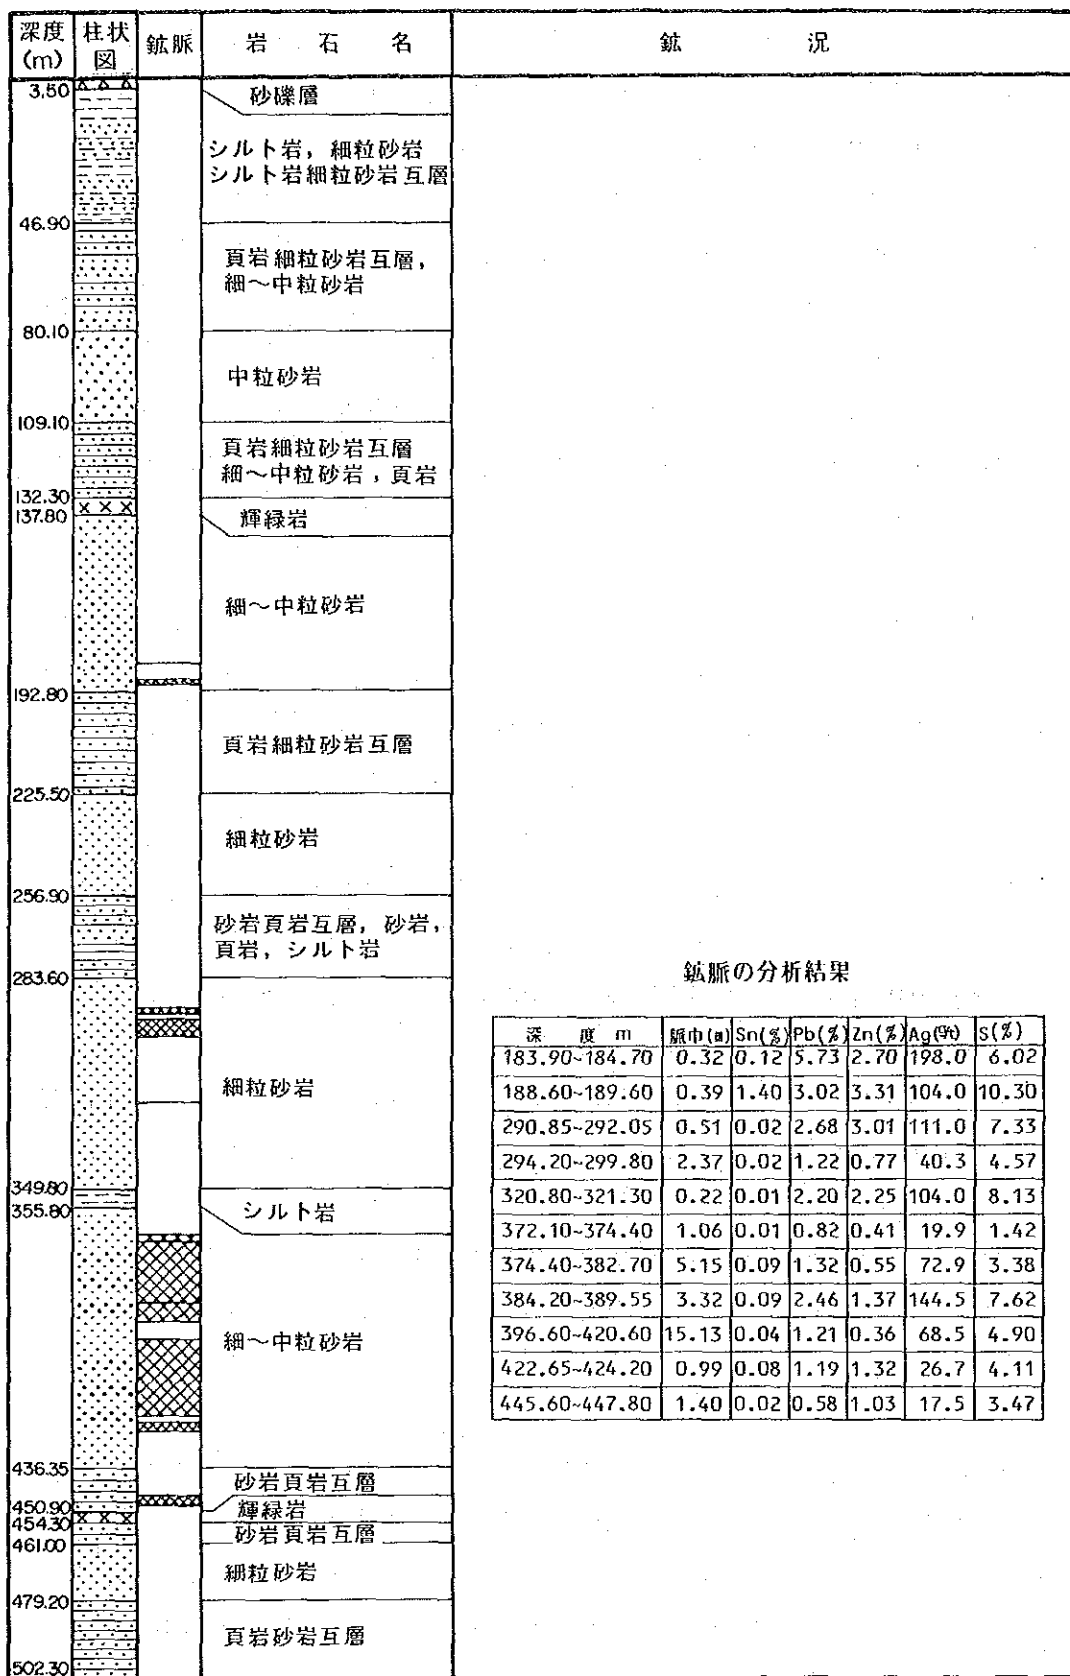 深度 柱状 鉱脈 岩石名 鉱況
(m) 図
3.50 砂礫層
シルト岩，細粒砂岩
シルト岩細粒砂岩互層
46.90
頁岩細粒砂岩互層，
細～中粒砂岩
80.10
中粒砂岩
109.10
頁岩細粒砂岩互層
細～中粒砂岩，頁岩
132.30
137.80 輝緑岩
細～中粒砂岩
192.80
頁岩細粒砂岩互層
225.50
細粒砂岩
256.90
砂岩頁岩互層，砂岩，
頁岩，シルト岩
283.60
細粒砂岩
349.80
355.80 シルト岩
細～中粒砂岩
436.35
砂岩頁岩互層
450.90 輝緑岩
454.30 砂岩頁岩互層
461.00
細粒砂岩
479.20
頁岩砂岩互層
502.30
鉱脈の分析結果
深度 m 脈巾(m) Sn(%) Pb(%) Zn(%) Ag(g/t) S(%)
183.90~184.70 0.32 0.12 5.73 2.70 198.0 6.02
188.60~189.60 0.39 1.40 3.02 3.31 104.0 10.30
290.85~292.05 0.51 0.02 2.68 3.01 111.0 7.33
294.20~299.80 2.37 0.02 1.22 0.77 40.3 4.57
320.80~321.30 0.22 0.01 2.20 2.25 104.0 8.13
372.10~374.40 1.06 0.01 0.82 0.41 19.9 1.42
374.40~382.70 5.15 0.09 1.32 0.55 72.9 3.38
384.20~389.55 3.32 0.09 2.46 1.37 144.5 7.62
396.60~420.60 15.13 0.04 1.21 0.36 68.5 4.90
422.65~424.20 0.99 0.08 1.19 1.32 26.7 4.11
445.60~447.80 1.40 0.02 0.58 1.03 17.5 3.47